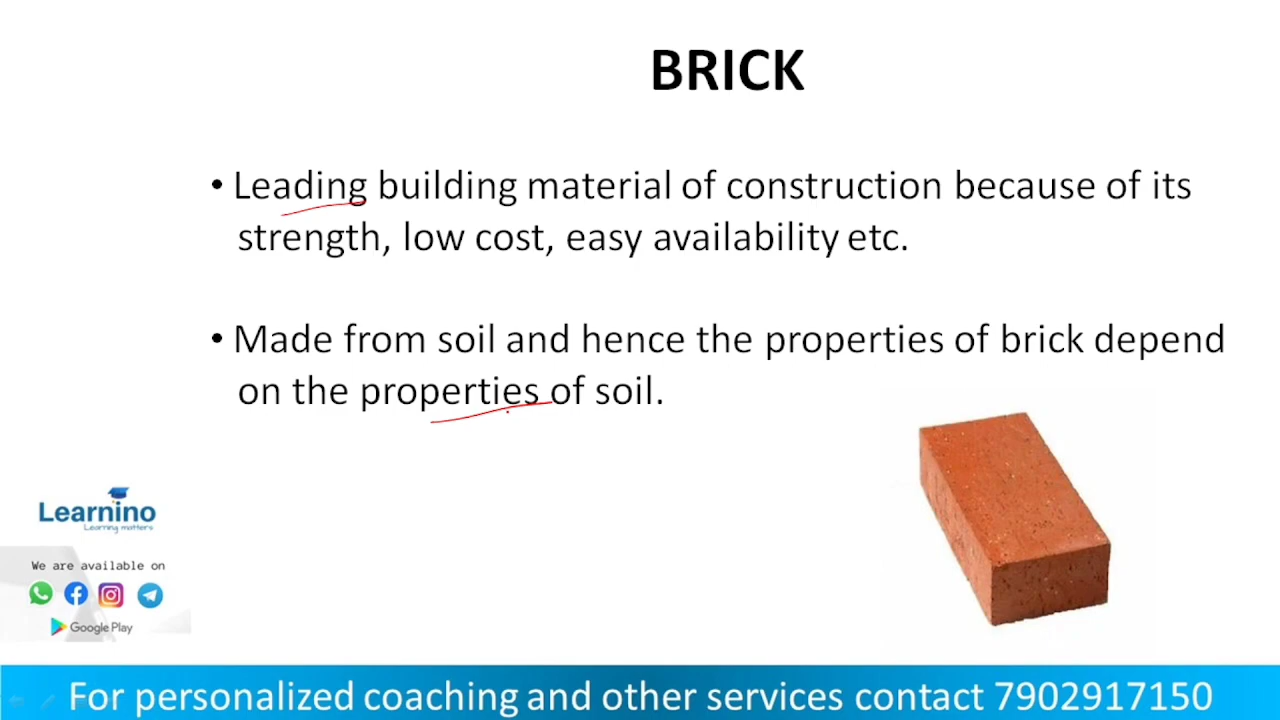 BRICK
• Leading building material of construction because of its
strength, low cost, easy availability etc.
• Made from soil and hence the properties of brick depend
on the properties of soil.
Learnino
Learning matters
We are available on
Google Play
For personalized coaching and other services contact 7902917150